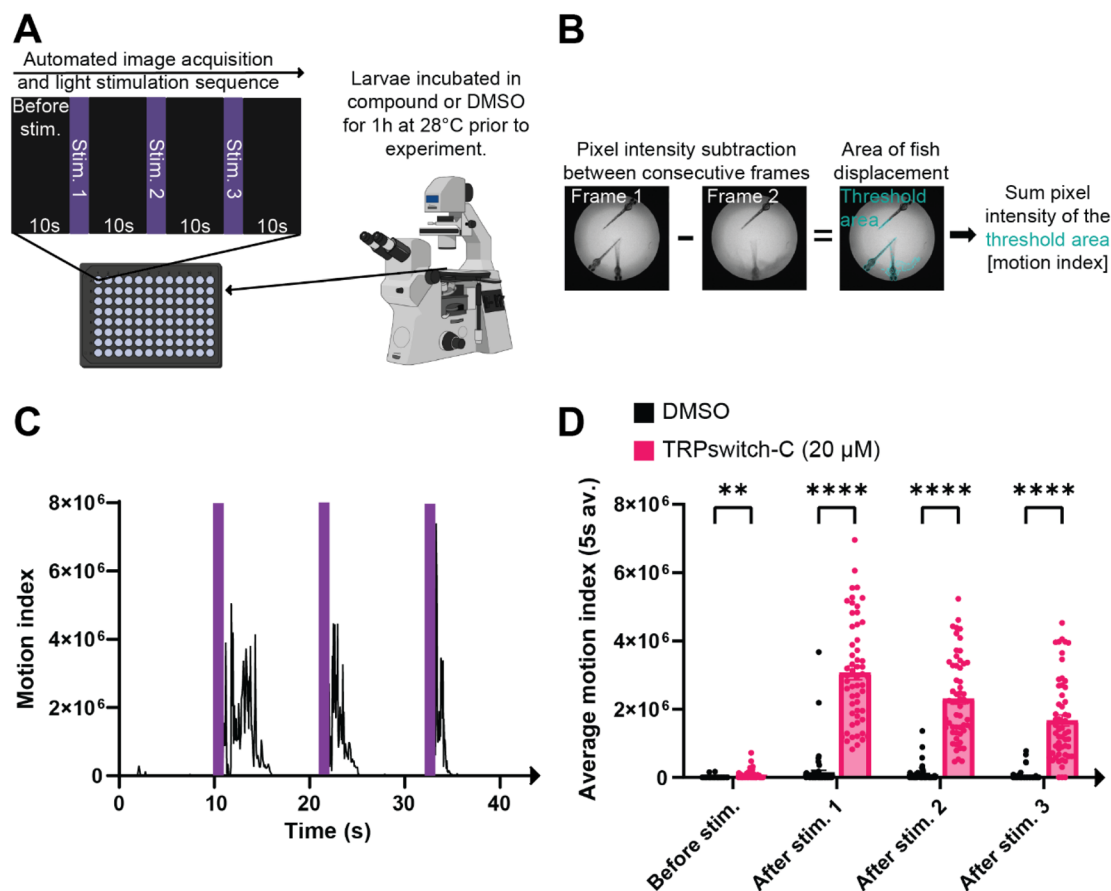 A
Automated image acquisition
and light stimulation sequence
Before
stim.
Stim. 1
Stim. 2
Stim. 3
10s
10s
10s
10s
Larvae incubated in
compound or DMSO
for 1h at 28°C prior to
experiment.
B
Pixel intensity subtraction
between consecutive frames
Area of fish
displacement
Frame 1
Frame 2
Threshold
area
–
=
Sum pixel
intensity of the
threshold area
[motion index]
C
Motion index
8×10⁶
6×10⁶
4×10⁶
2×10⁶
0
0
10
20
30
40
Time (s)
D
DMSO
TRPswitch-C (20 µM)
Average motion index (5s av.)
8×10⁶
6×10⁶
4×10⁶
2×10⁶
0
**
****
****
****
Before stim.
After stim. 1
After stim. 2
After stim. 3